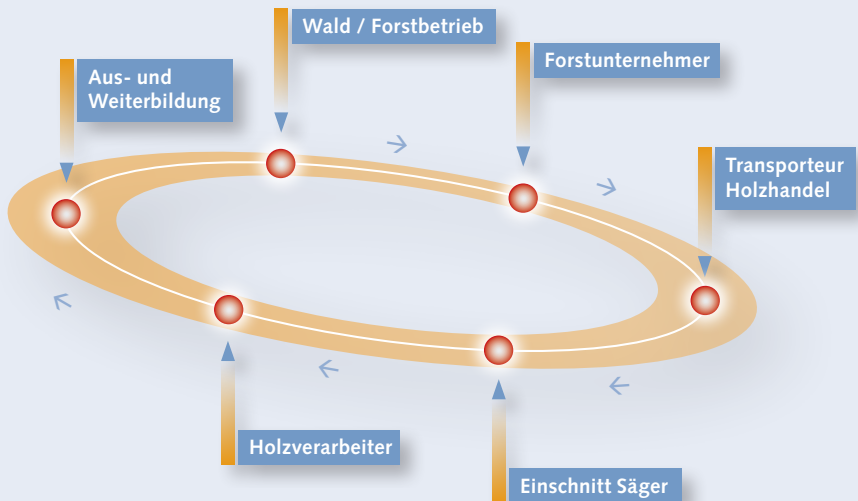 Wald / Forstbetrieb
Forstunternehmer
Aus- und
Weiterbildung
Transporteur
Holzhandel
Holzverarbeiter
Einschnitt Säger